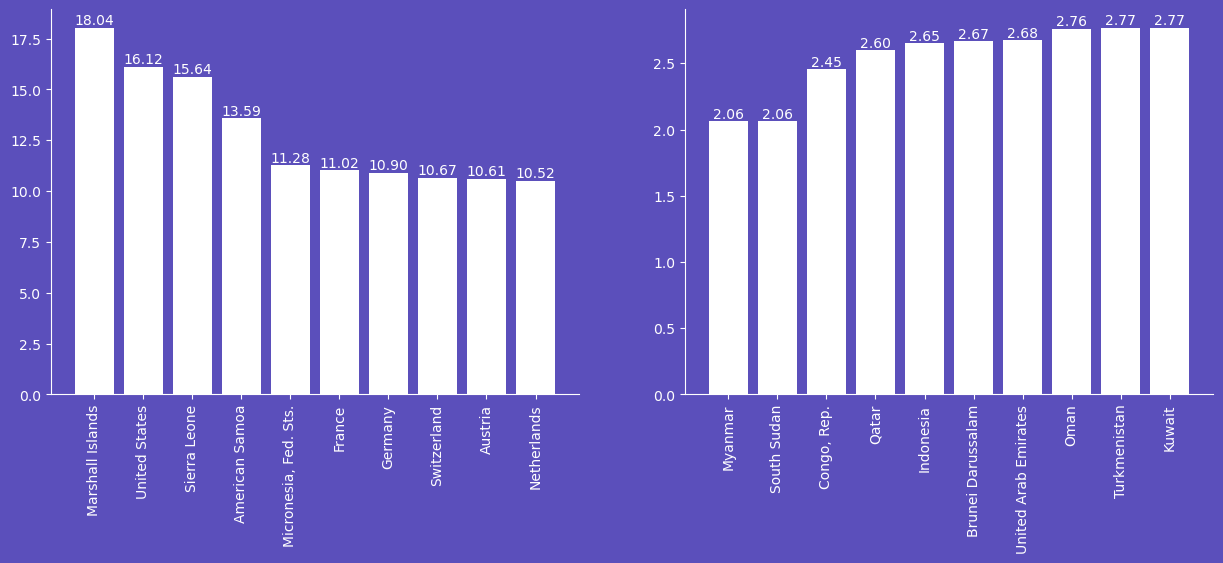 18.04
16.12
15.64
13.59
11.28
11.02
10.90
10.67
10.61
10.52
17.5
15.0
12.5
10.0
7.5
5.0
2.5
0.0
Marshall Islands
United States
Sierra Leone
American Samoa
Micronesia, Fed. Sts.
France
Germany
Switzerland
Austria
Netherlands
2.06
2.06
2.45
2.60
2.65
2.67
2.68
2.76
2.77
2.77
2.5
2.0
1.5
1.0
0.5
0.0
Myanmar
South Sudan
Congo, Rep.
Qatar
Indonesia
Brunei Darussalam
United Arab Emirates
Oman
Turkmenistan
Kuwait